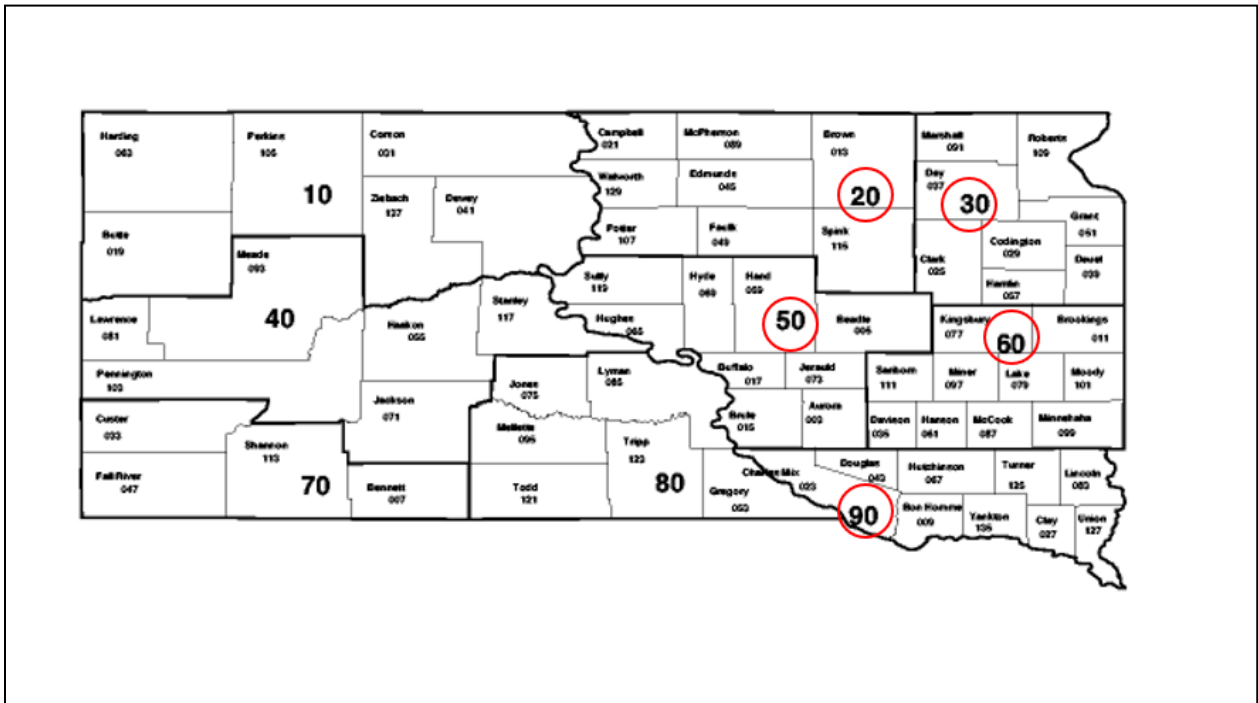 Harding
063
Perkins
105
Corson
031
Campbell
021
McPherson
089
Brown
013
Marshall
091
Roberts
109
10
Ziebach
137
Dewey
041
Walworth
129
Edmunds
045
20
Day
037
30
Grant
051
Butte
019
Meade
093
Potter
107
Faulk
049
Spink
115
Clark
025
Codington
029
Deuel
039
Hamlin
057
Lawrence
081
40
Haakon
055
Stanley
117
Sully
119
Hyde
069
Hand
059
Hughes
065
50
Beadle
005
Kingsbury
077
60
Brookings
011
Pennington
103
Jackson
071
Jones
075
Lyman
085
Buffalo
017
Jerauld
073
Sanborn
111
Miner
097
Lake
079
Moody
101
Custer
033
Shannon
113
Mellette
095
Tripp
123
Brule
015
Aurora
003
Davison
035
Hanson
061
McCook
087
Minnehaha
099
Fall River
047
70
Bennett
007
Todd
121
80
Gregory
053
Charles Mix
023
Douglas
043
Hutchinson
067
Turner
125
Lincoln
083
90
Bon Homme
009
Yankton
135
Clay
027
Union
127